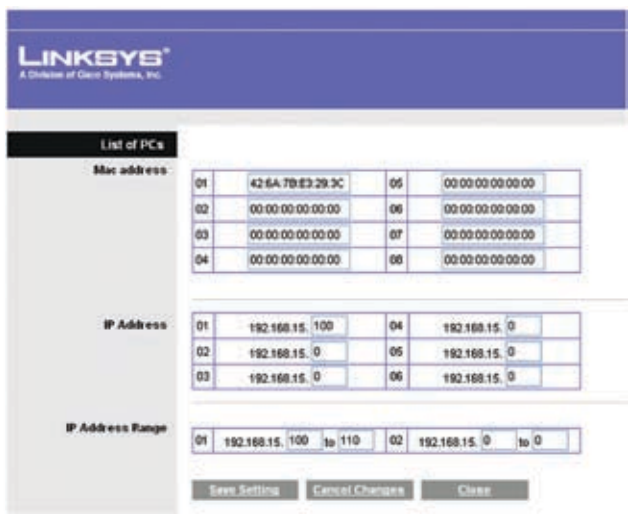 LINKSYS®
A Division of Cisco Systems, Inc.
List of PCs
Mac address
01 42:6A:7B:E3:29:3C 05 00:00:00:00:00:00
02 00:00:00:00:00:00 06 00:00:00:00:00:00
03 00:00:00:00:00:00 07 00:00:00:00:00:00
04 00:00:00:00:00:00 08 00:00:00:00:00:00
IP Address
01 192.168.15. 100 04 192.168.15. 0
02 192.168.15. 0 05 192.168.15. 0
03 192.168.15. 0 06 192.168.15. 0
IP Address Range
01 192.168.15. 100 to 110 02 192.168.15. 0 to 0
Save Setting Cancel Changes Close